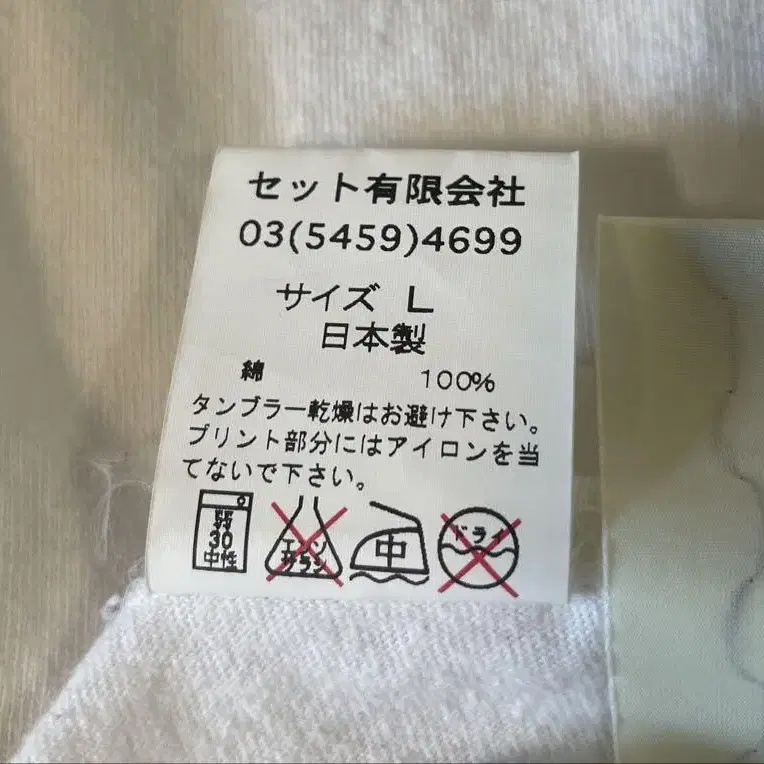 セット有限会社
03(5459)4699
サイズ L
日本製
綿 100%
タンブラー乾燥はお避け下さい。
プリント部分にはアイロンを当
てないで下さい。
弱
30
中性
エンソ
サラシ
中
ドライ